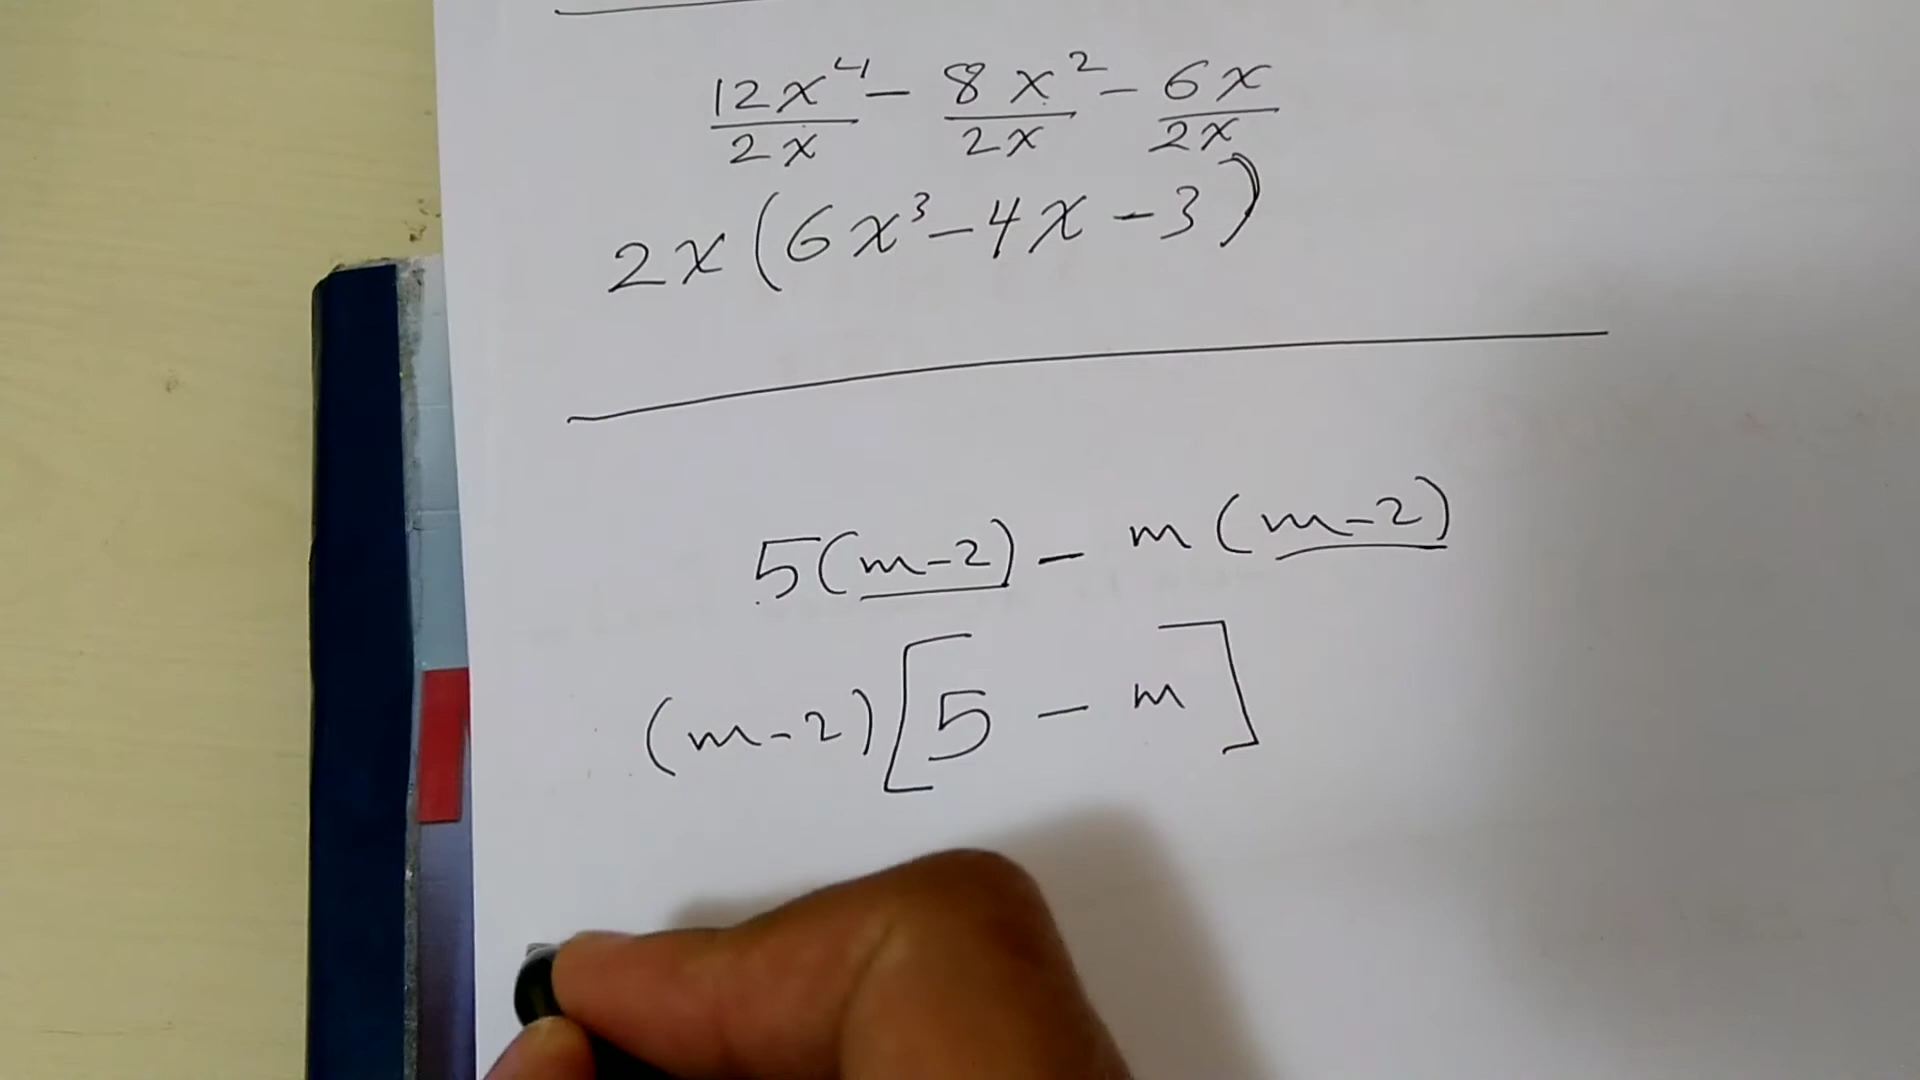 12x⁴ - 8x² - 6x
2x 2x 2x
2x(6x³-4x-3)
5(m-2) - m(m-2)
(m-2)[5 - m]